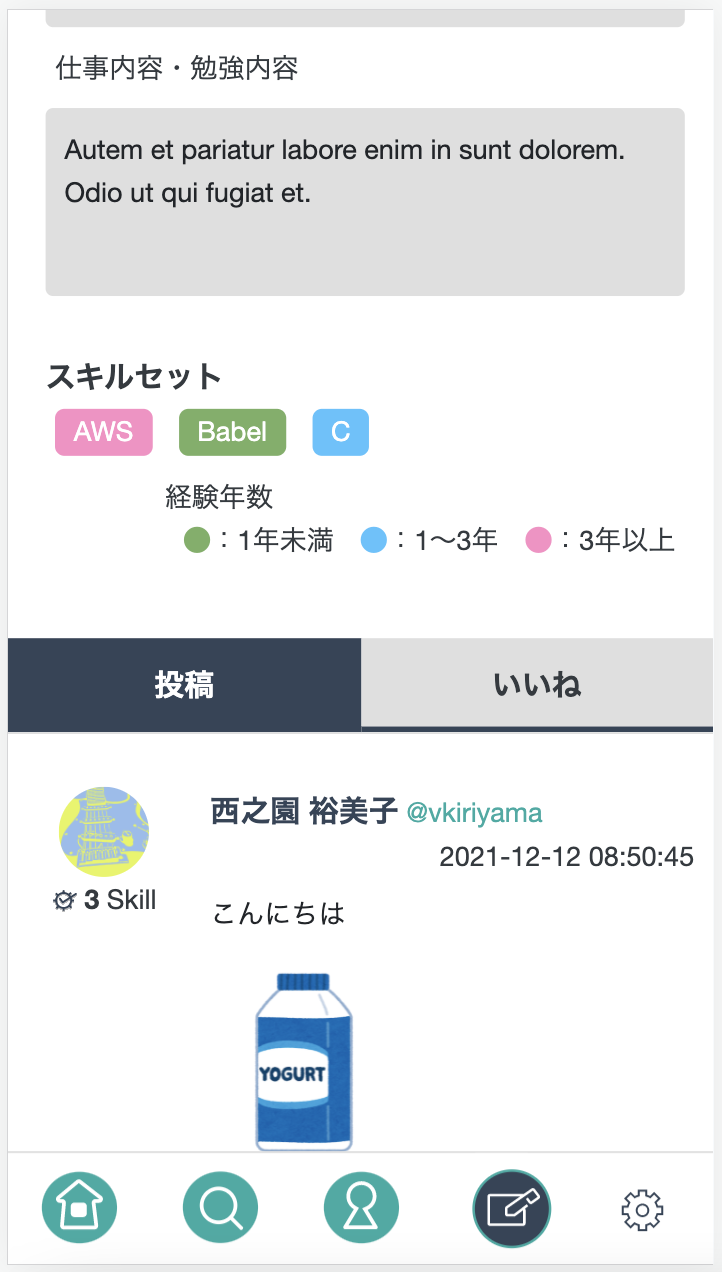 仕事内容・勉強内容
Autem et pariatur labore enim in sunt dolorem.
Odio ut qui fugiat et.
スキルセット
AWS Babel C
経験年数
：1年未満 ：1〜3年 ：3年以上
投稿 いいね
西之園 裕美子 @vkiriyama
2021-12-12 08:50:45
3 Skill
こんにちは
YOGURT